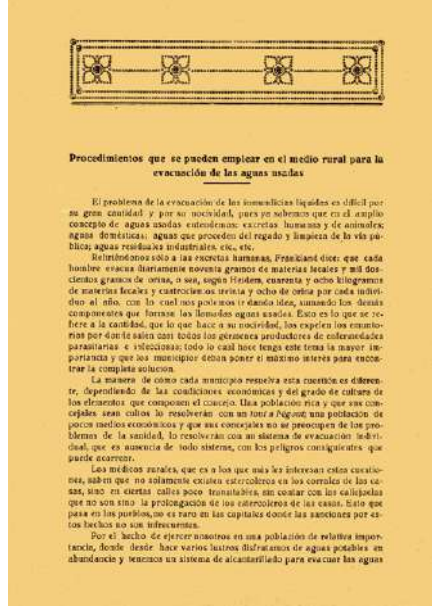 Procedimientos que se pueden emplear en el medio rural para la
evacuación de las aguas usadas
El problema de la evacuación de las inmundicias líquidas es difícil por
su gran cantidad y por su nocividad, pues ya sabemos que en el amplio
concepto de aguas usadas entendemos: excretas humanas y de animales;
aguas domésticas; aguas que proceden del regado y limpieza de la vía pú-
blica; aguas residuales industriales, etc., etc.
Refiriéndonos sólo a las excretas humanas, Frankland dice: que cada
hombre evacua diariamente noventa gramos de materias fecales y mil dos-
cientos gramos de orina, o sea, según Heidem, cuarenta y ocho kilogramos
de materias fecales y cuatrocientos treinta y ocho de orina por cada indivi-
duo al año, con lo cual nos podemos ir dando idea, sumando los demás
componentes que forman las llamadas aguas usadas. Esto es lo que se re-
fiere a la cantidad, que lo que hace a su nocividad, los expelen los emunto-
rios por donde salen casi todos los gérmenes productores de enfermedades
parasitarias e infecciosas; todo lo cual hace tenga este tema la mayor im-
portancia y que los municipios deban poner el máximo interés para encon-
trar la completa solución.
La manera de cómo cada municipio resuelva esta cuestión es diferen-
te, dependiendo de las condiciones económicas y del grado de cultura de
los elementos que componen el concejo. Una población rica y que sus con-
cejales sean cultos lo resolverán con un tout a l'égout; una población de
pocos medios económicos y que sus concejales no se preocupen de los pro-
blemas de la sanidad, lo resolverán con un sistema de evacuación indivi-
dual, que es ausencia de todo sistema, con los peligros consiguientes que
puede acarrear.
Los médicos rurales, que es a los que más les interesan estas cuestio-
nes, saben que no solamente existen estercoleros en los corrales de las ca-
sas, sino en ciertas calles poco transitables, sin contar con las callejuelas
que no son sino la prolongación de los estercoleros de las casas. Esto que
pasa en los pueblos, no es raro en las capitales donde las sanciones por es-
tos hechos no son infrecuentes.
Por el hecho de ejercer nosotros en una población de relativa impor-
tancia, donde desde hace varios lustros disfrutamos de aguas potables en
abundancia y tenemos un sistema de alcantarillado para evacuar las aguas